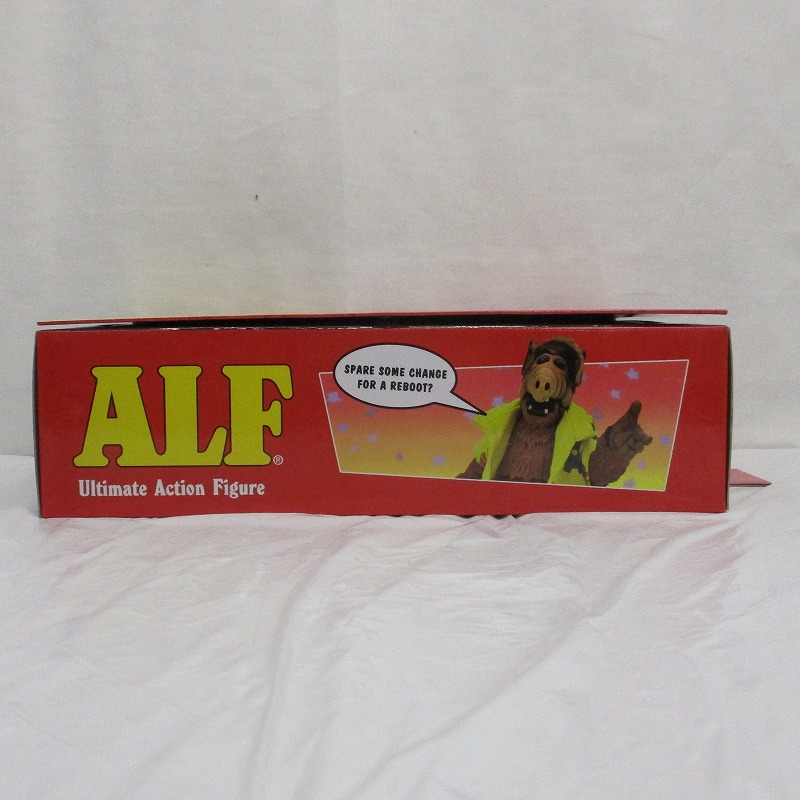 ALF®
Ultimate Action Figure
SPARE SOME CHANGE
FOR A REBOOT?